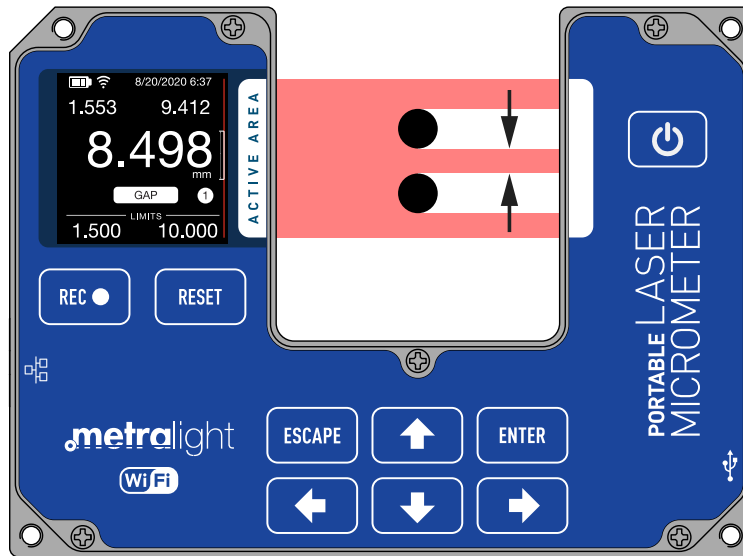 8/20/2020 6:37
1.553 9.412
8.498
mm
GAP 1
LIMITS
1.500 10.000
ACTIVE AREA
REC
RESET
PORTABLE LASER
MICROMETER
metralight
WiFi
ESCAPE
ENTER